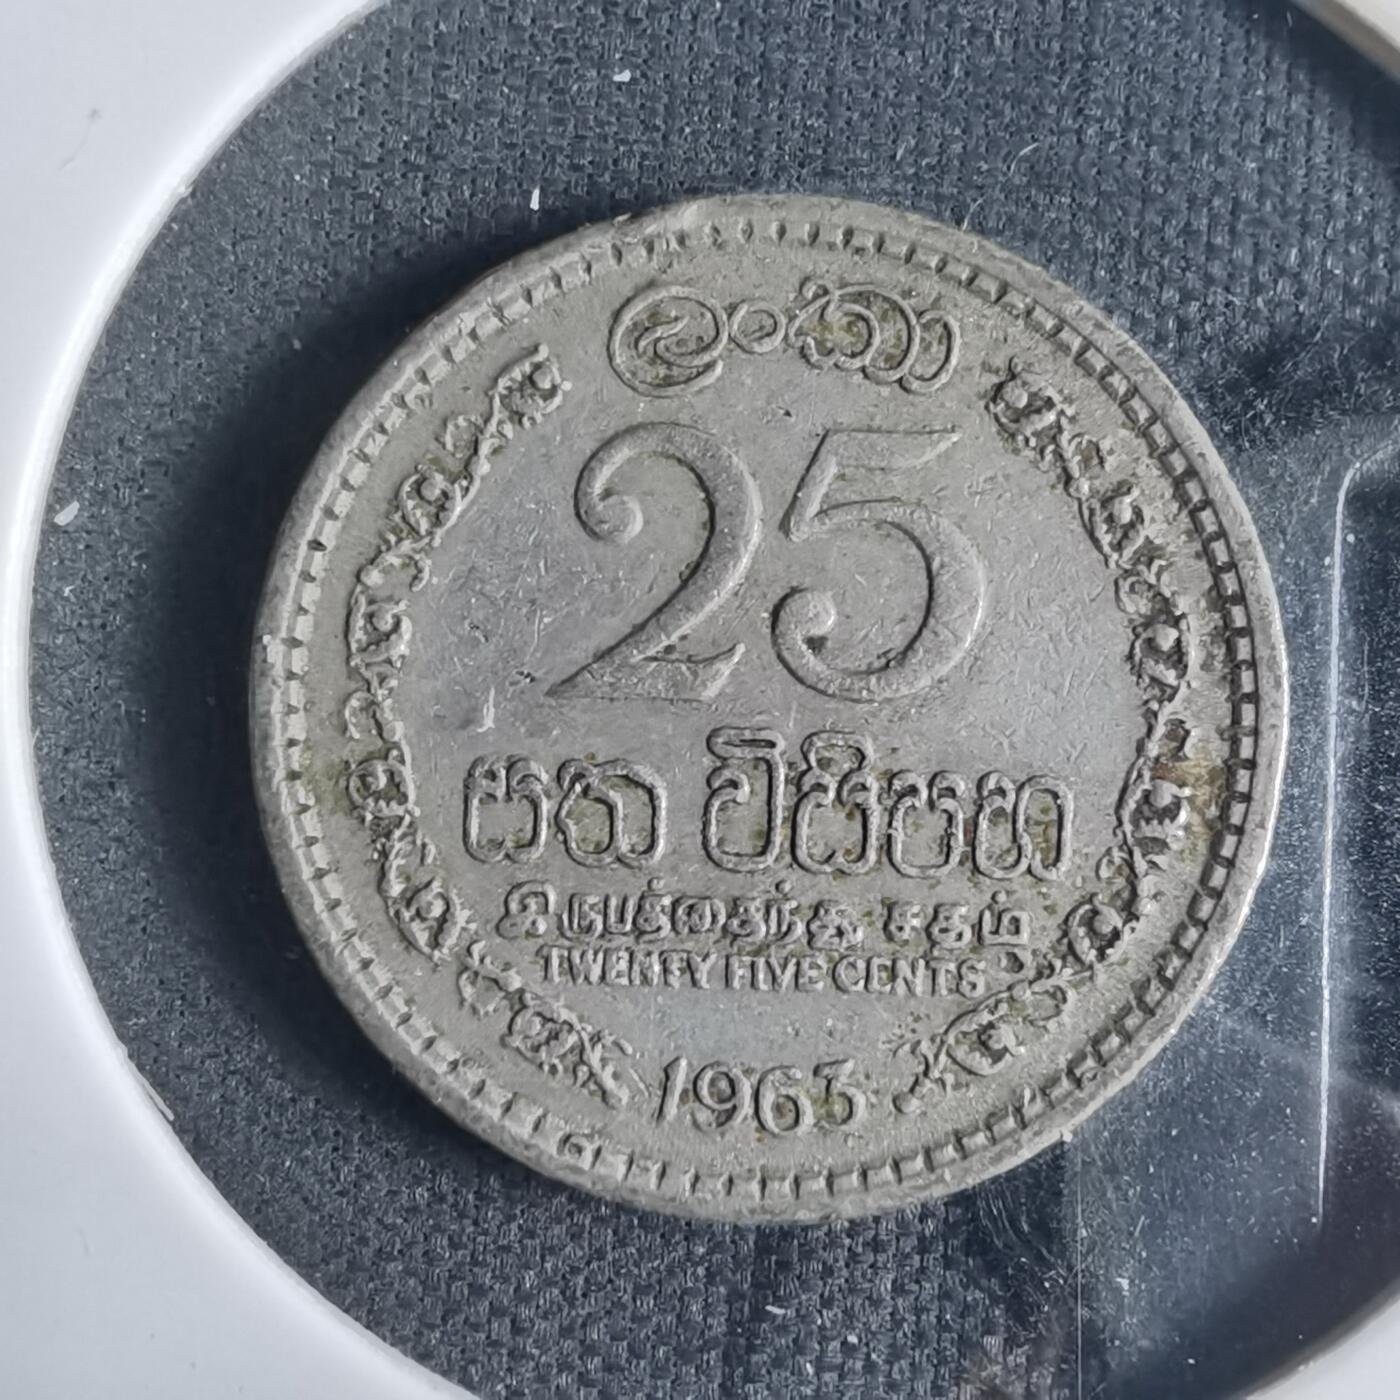 ලංකා
25
සත විසිපහ
இருபத்தைந்து சதம்
TWENTY FIVE CENTS
1963